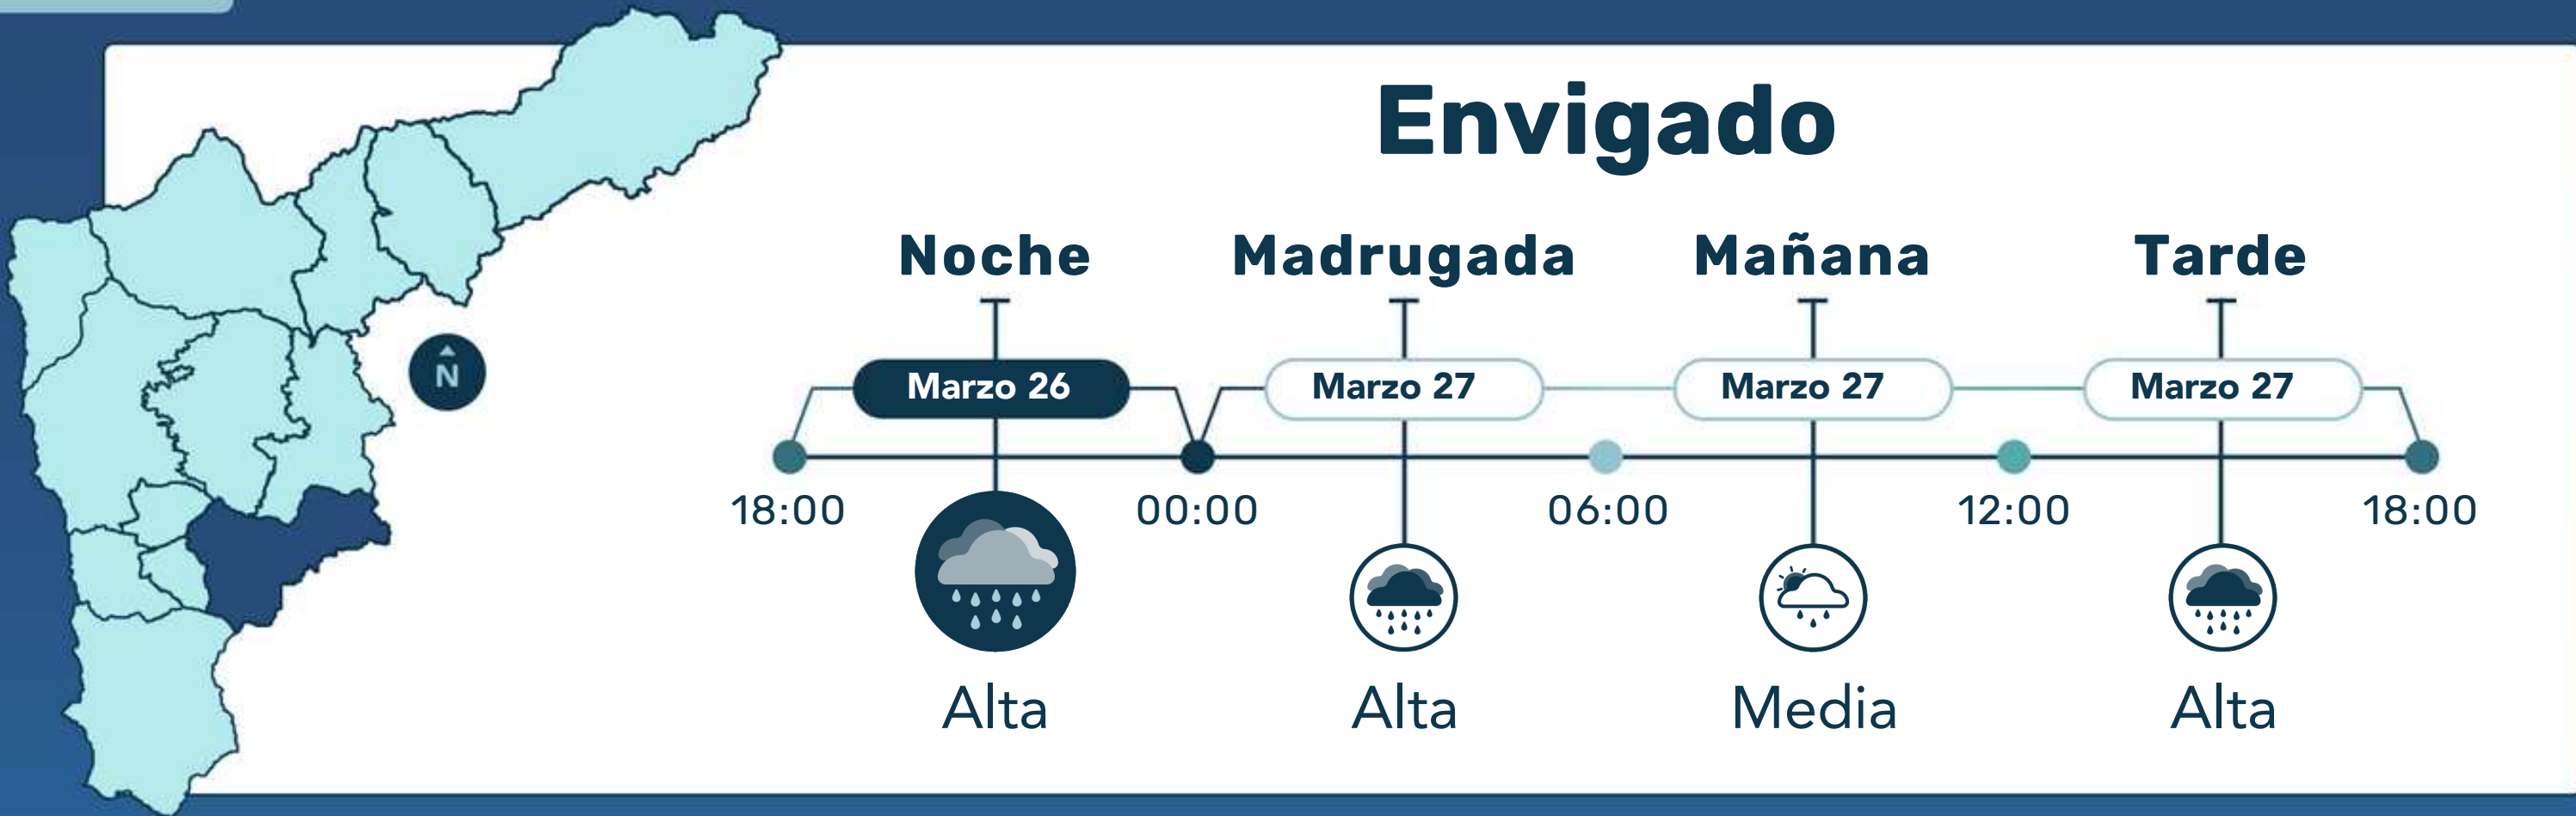 Envigado
Noche Madrugada Mañana Tarde
Marzo 26 Marzo 27 Marzo 27 Marzo 27
N
18:00 00:00 06:00 12:00 18:00
Alta Alta Media Alta